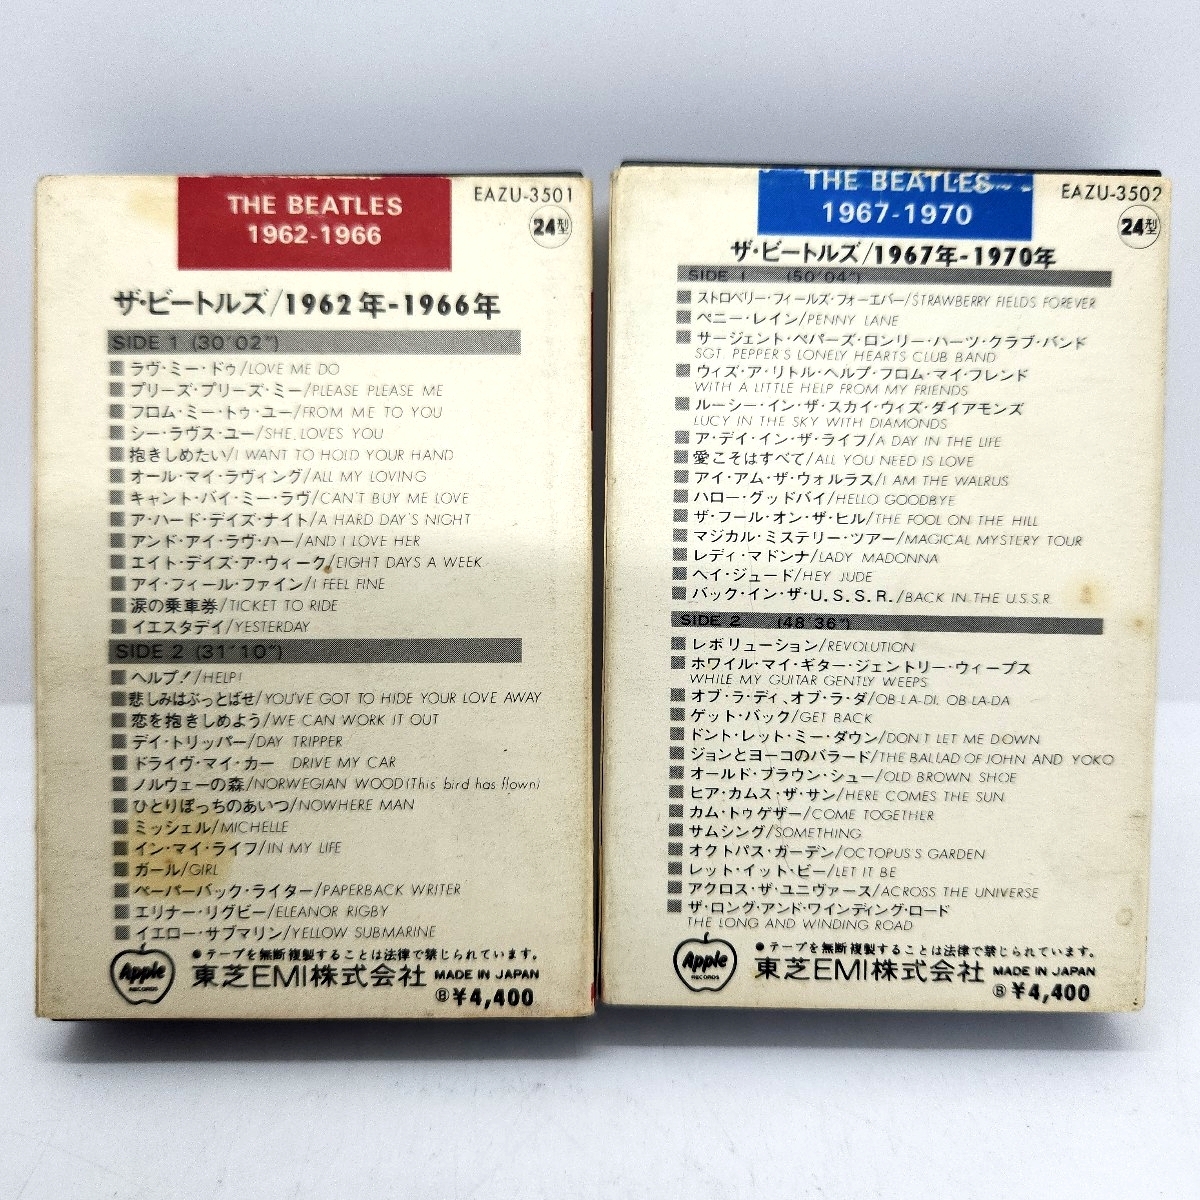 THE BEATLES
1962-1966
EAZU-3501
24型
ザ・ビートルズ/1962年-1966年
SIDE 1 (30'02")
ラヴ・ミー・ドゥ/LOVE ME DO
プリーズ・プリーズ・ミー/PLEASE PLEASE ME
フロム・ミー・トゥ・ユー/FROM ME TO YOU
シー・ラヴス・ユー/SHE LOVES YOU
抱きしめたい/I WANT TO HOLD YOUR HAND
オール・マイ・ラヴィング/ALL MY LOVING
キャント・バイ・ミー・ラヴ/CAN'T BUY ME LOVE
ア・ハード・デイズ・ナイト/A HARD DAY'S NIGHT
アンド・アイ・ラヴ・ハー/AND I LOVE HER
エイト・デイズ・ア・ウィーク/EIGHT DAYS A WEEK
アイ・フィール・ファイン/I FEEL FINE
涙の乗車券/TICKET TO RIDE
イエスタデイ/YESTERDAY
SIDE 2 (31'10")
ヘルプ!/HELP!
悲しみはぶっとばせ/YOU'VE GOT TO HIDE YOUR LOVE AWAY
恋を抱きしめよう/WE CAN WORK IT OUT
デイ・トリッパー/DAY TRIPPER
ドライヴ・マイ・カー DRIVE MY CAR
ノルウェーの森/NORWEGIAN WOOD(This bird has flown)
ひとりぼっちのあいつ/NOWHERE MAN
ミッシェル/MICHELLE
イン・マイ・ライフ/IN MY LIFE
ガール/GIRL
ペーパーバック・ライター/PAPERBACK WRITER
エリナー・リグビー/ELEANOR RIGBY
イエロー・サブマリン/YELLOW SUBMARINE
●テープを無断複製することは法律で禁じられています。
Apple
RECORDS
東芝EMI株式会社 MADE IN JAPAN
Ⓑ¥4,400
THE BEATLES
1967-1970
EAZU-3502
24型
ザ・ビートルズ/1967年-1970年
SIDE 1 (50'04")
ストロベリー・フィールズ・フォーエバー/STRAWBERRY FIELDS FOREVER
ペニー・レイン/PENNY LANE
サージェント・ペパーズ・ロンリー・ハーツ・クラブ・バンド
SGT. PEPPER'S LONELY HEARTS CLUB BAND
ウィズ・ア・リトル・ヘルプ・フロム・マイ・フレンド
WITH A LITTLE HELP FROM MY FRIENDS
ルーシー・イン・ザ・スカイ・ウィズ・ダイアモンズ
LUCY IN THE SKY WITH DIAMONDS
ア・デイ・イン・ザ・ライフ/A DAY IN THE LIFE
愛こそはすべて/ALL YOU NEED IS LOVE
アイ・アム・ザ・ウォルラス/I AM THE WALRUS
ハロー・グッドバイ/HELLO GOODBYE
ザ・フール・オン・ザ・ヒル/THE FOOL ON THE HILL
マジカル・ミステリー・ツアー/MAGICAL MYSTERY TOUR
レディ・マドンナ/LADY MADONNA
ヘイ・ジュード/HEY JUDE
バック・イン・ザ・U.S.S.R./BACK IN THE U.S.S.R.
SIDE 2 (48'36")
レボリューション/REVOLUTION
ホワイル・マイ・ギター・ジェントリー・ウィープス
WHILE MY GUITAR GENTLY WEEPS
オブ・ラ・ディ、オブ・ラ・ダ/OB-LA-DI, OB-LA-DA
ゲット・バック/GET BACK
ドント・レット・ミー・ダウン/DON'T LET ME DOWN
ジョンとヨーコのバラード/THE BALLAD OF JOHN AND YOKO
オールド・ブラウン・シュー/OLD BROWN SHOE
ヒア・カムス・ザ・サン/HERE COMES THE SUN
カム・トゥゲザー/COME TOGETHER
サムシング/SOMETHING
オクトパス・ガーデン/OCTOPUS'S GARDEN
レット・イット・ビー/LET IT BE
アクロス・ザ・ユニヴァース/ACROSS THE UNIVERSE
ザ・ロング・アンド・ワインディング・ロード
THE LONG AND WINDING ROAD
●テープを無断複製することは法律で禁じられています。
Apple
RECORDS
東芝EMI株式会社 MADE IN JAPAN
Ⓑ¥4,400